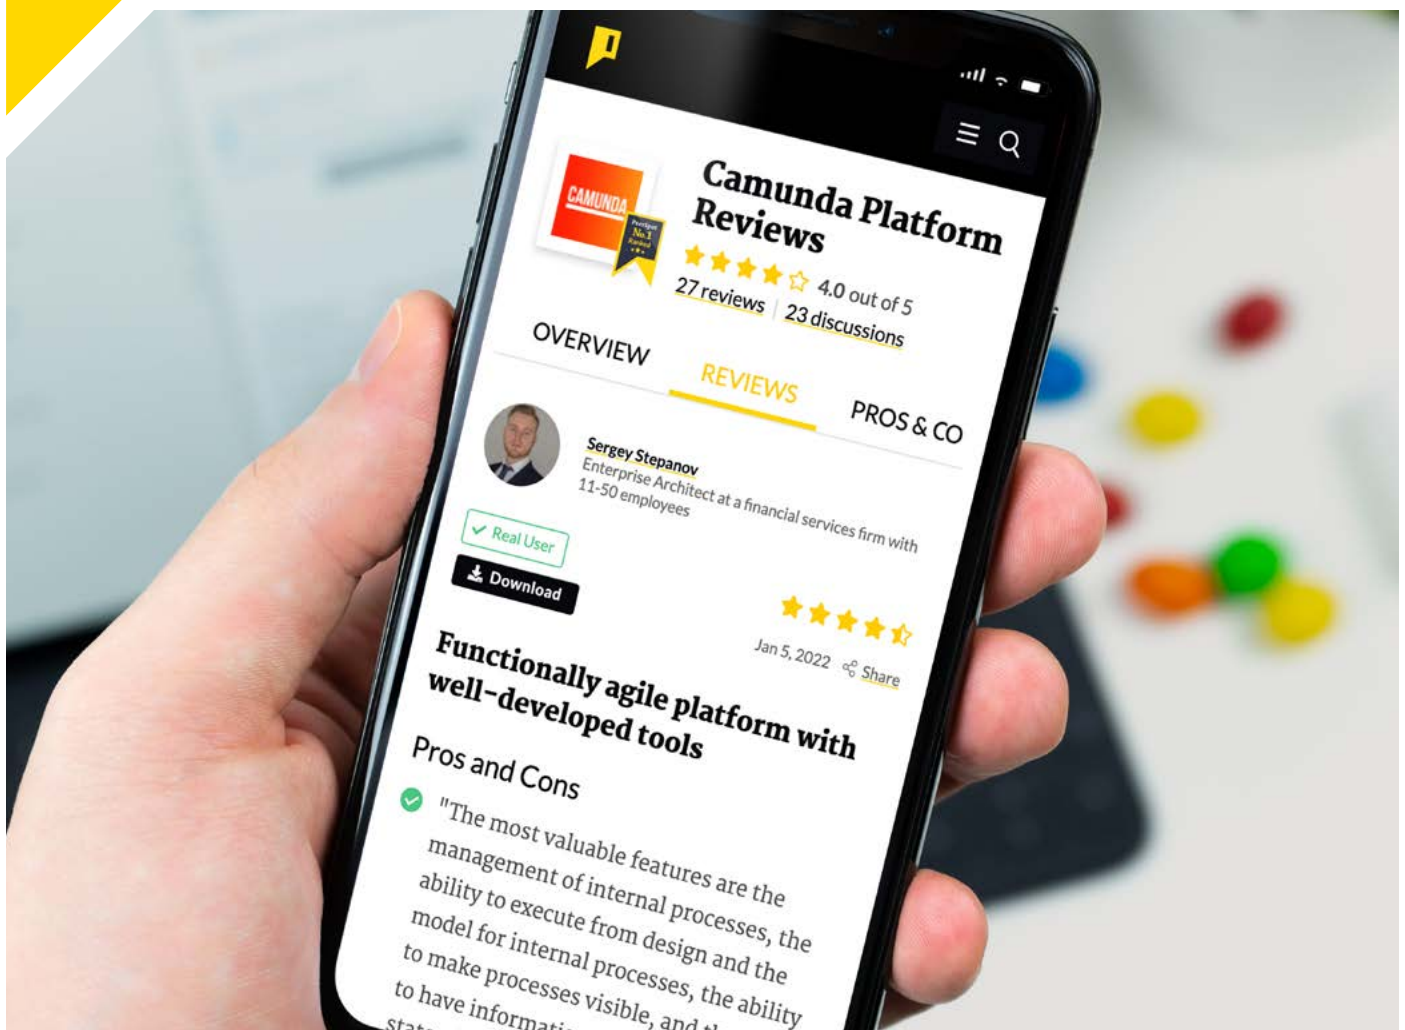 Camunda Platform
Reviews
CAMUNDA
PeerSpot
No.1
Ranked
4.0 out of 5
27 reviews | 23 discussions
OVERVIEW
REVIEWS
PROS & CO
Sergey Stepanov
Enterprise Architect at a financial services firm with
11-50 employees
Real User
Download
Jan 5, 2022
Share
Functionally agile platform with
well-developed tools
Pros and Cons
"The most valuable features are the
management of internal processes, the
ability to execute from design and the
model for internal processes, the ability
to make processes visible, and
to have